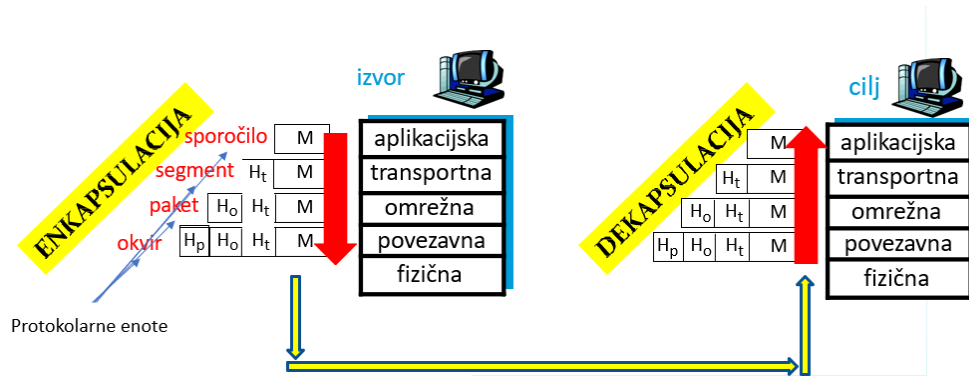 izvor
ENKAPSULACIJA
sporočilo M
segment Ht M
paket Ho Ht M
okvir Hp Ho Ht M
Protokolarne enote
aplikacijska
transportna
omrežna
povezavna
fizična
cilj
DEKAPSULACIJA
M
Ht M
Ho Ht M
Hp Ho Ht M
aplikacijska
transportna
omrežna
povezavna
fizična